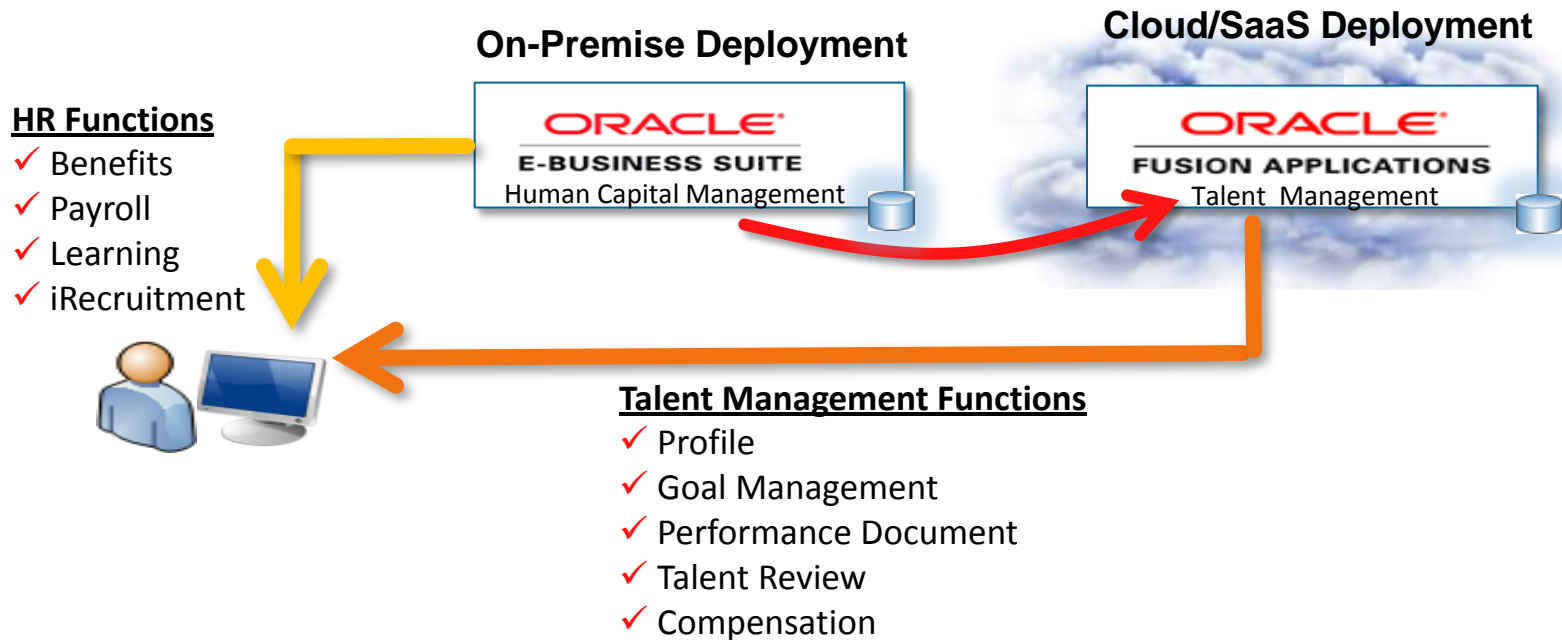 On-Premise Deployment
Cloud/SaaS Deployment
HR Functions
Benefits
Payroll
Learning
iRecruitment
ORACLE
E-BUSINESS SUITE
Human Capital Management
ORACLE
FUSION APPLICATIONS
Talent Management
Talent Management Functions
Profile
Goal Management
Performance Document
Talent Review
Compensation